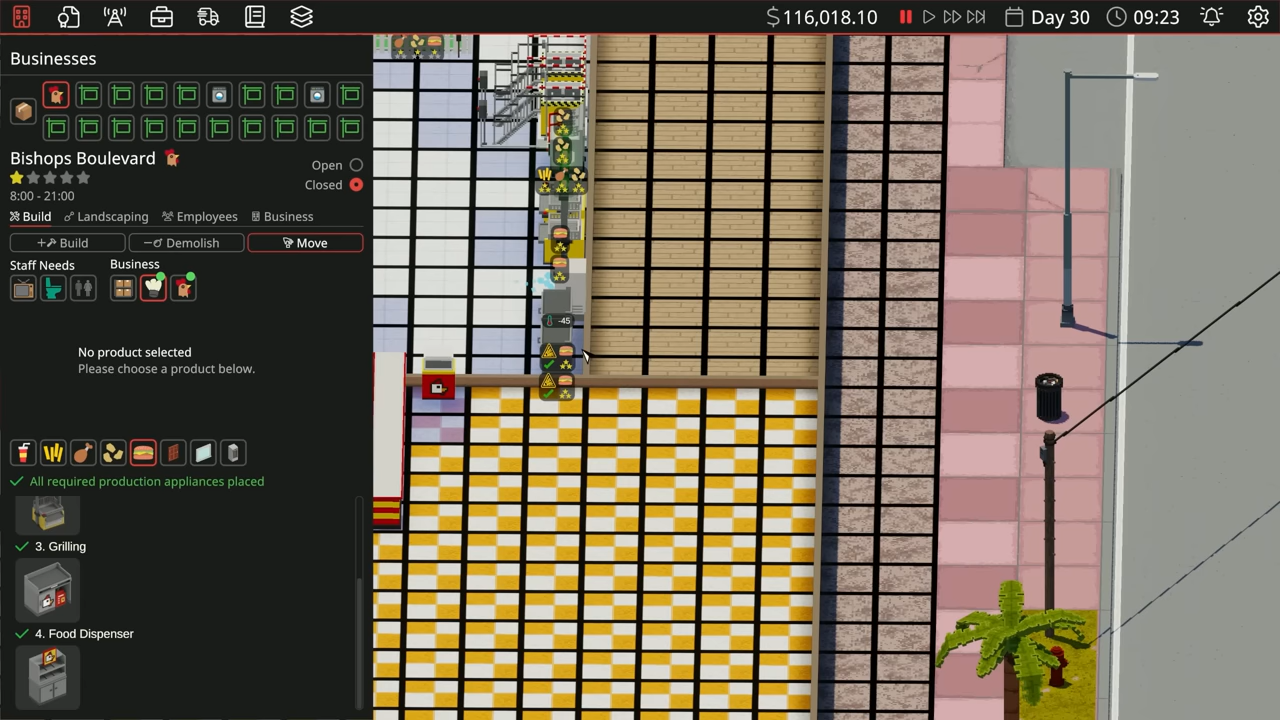 $116,018.10
Day 30
09:23
Businesses
Bishops Boulevard
Open
Closed
8:00 - 21:00
Build
Landscaping
Employees
Business
Build
Demolish
Move
Staff Needs
Business
No product selected
Please choose a product below.
All required production appliances placed
3. Grilling
4. Food Dispenser
-45